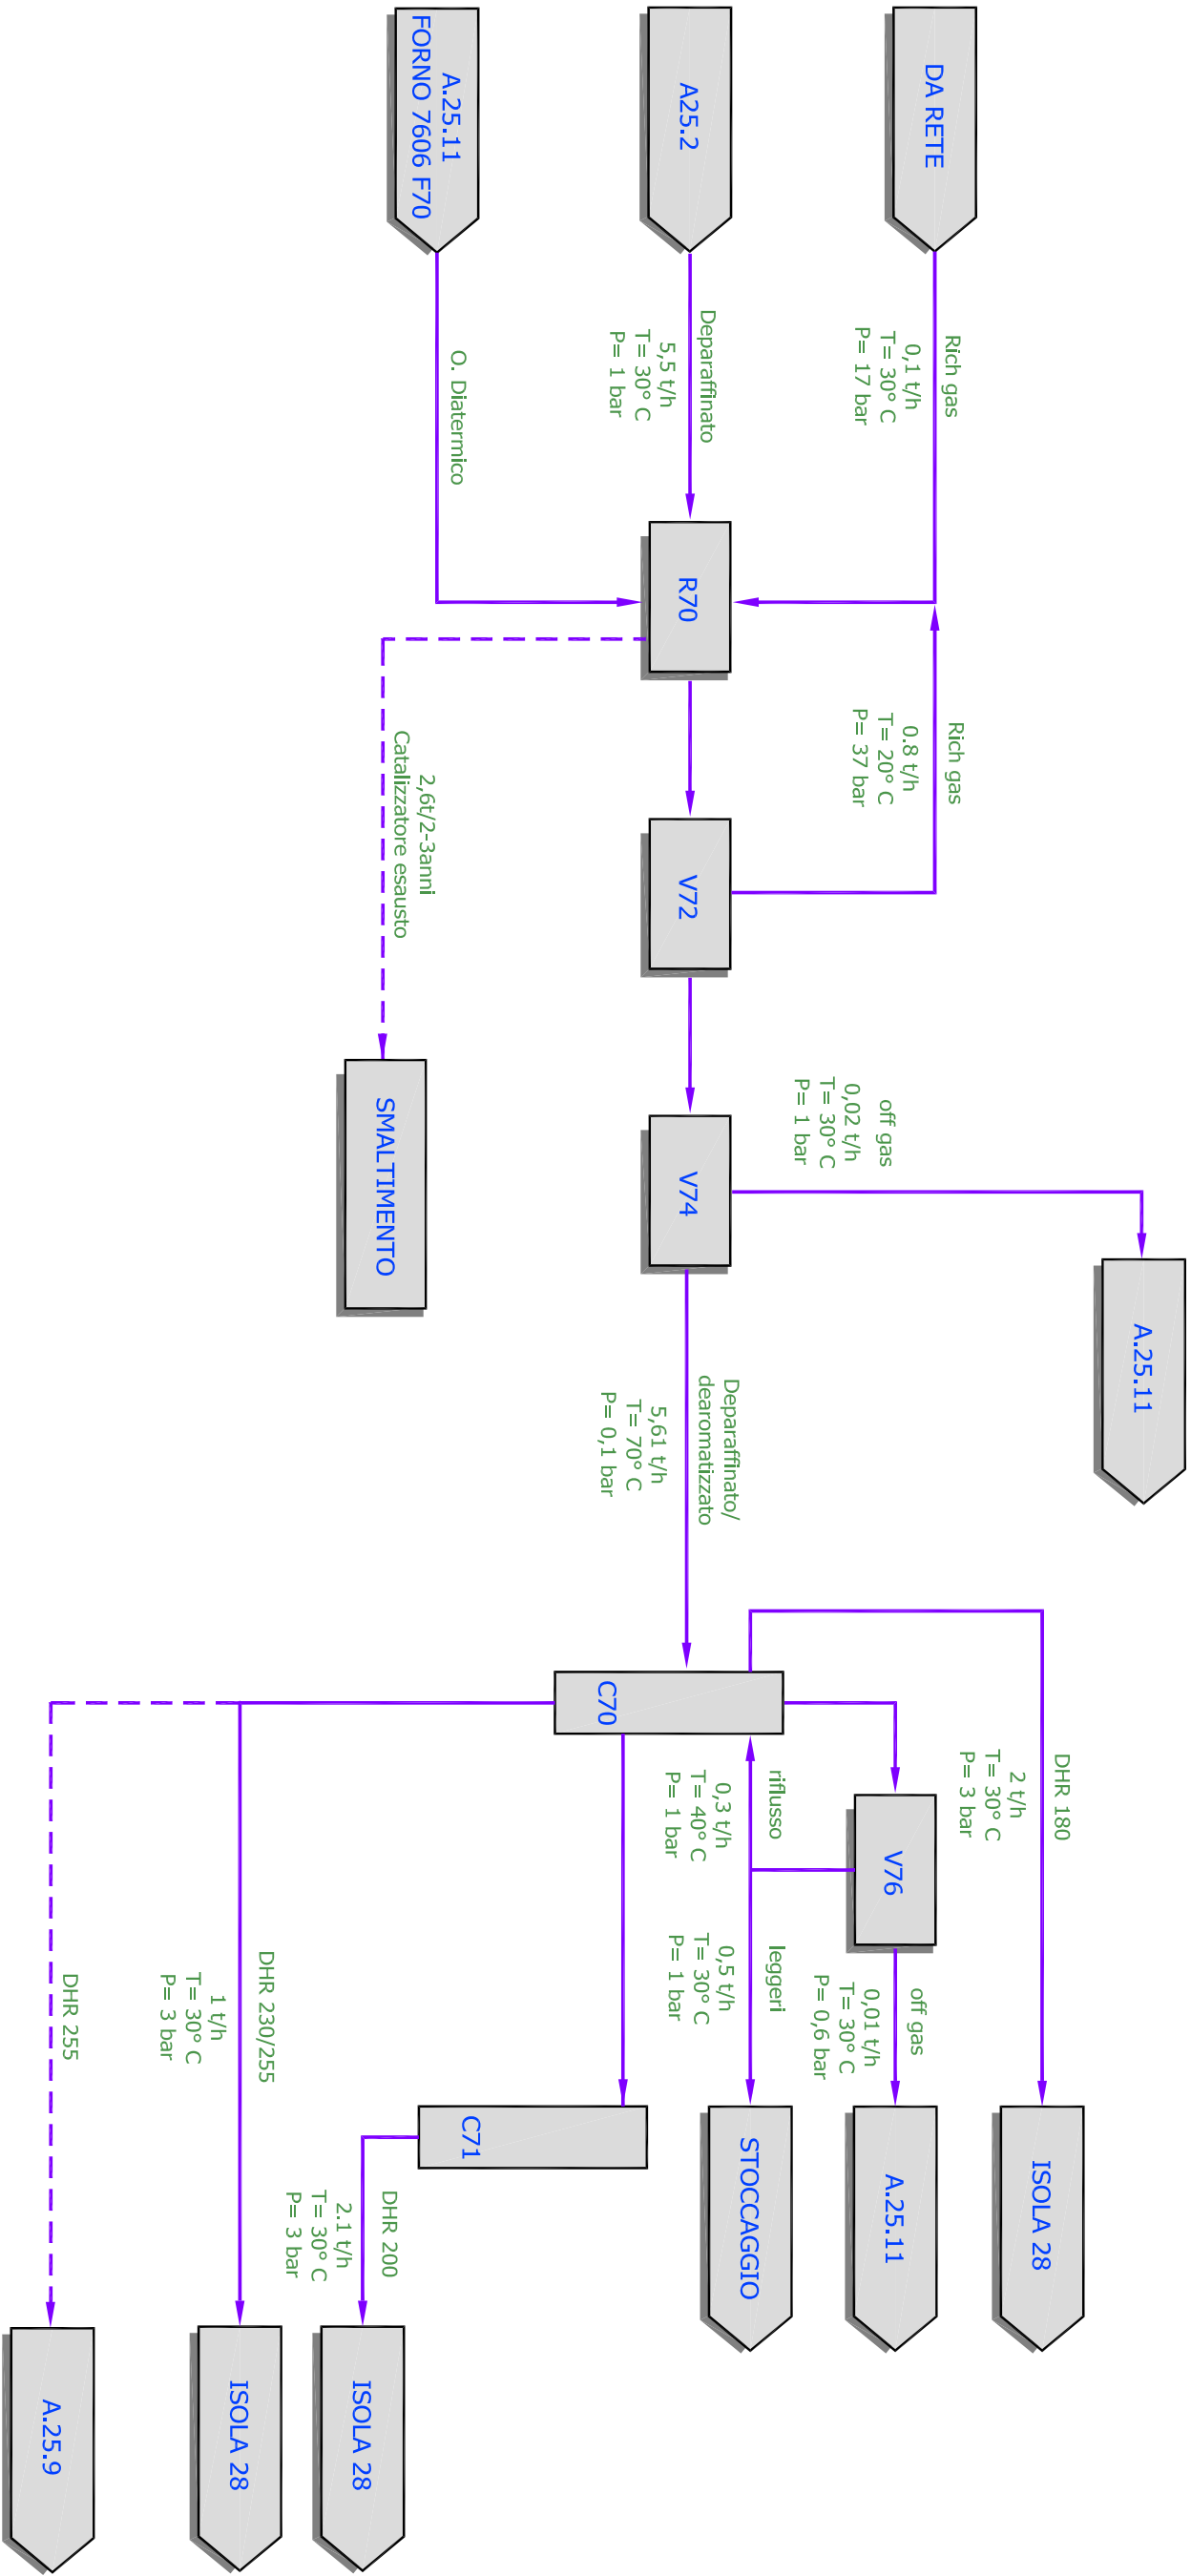 DA RETE
Rich gas
0,1 t/h
T= 30° C
P= 17 bar
A25.2
Deparaffinato
5,5 t/h
T= 30° C
P= 1 bar
A.25.11
FORNO 7606 F70
O. Diatermico
R70
Rich gas
0.8 t/h
T= 20° C
P= 37 bar
V72
2,6t/2-3anni
Catalizzatore esausto
SMALTIMENTO
V74
off gas
0,02 t/h
T= 30° C
P= 1 bar
A.25.11
Deparaffinato/
dearomatizzato
5,61 t/h
T= 70° C
P= 0,1 bar
C70
DHR 180
2 t/h
T= 30° C
P= 3 bar
ISOLA 28
V76
off gas
0,01 t/h
T= 30° C
P= 0,6 bar
A.25.11
riflusso
0,3 t/h
T= 40° C
P= 1 bar
leggeri
0,5 t/h
T= 30° C
P= 1 bar
STOCCAGGIO
C71
DHR 200
2.1 t/h
T= 30° C
P= 3 bar
ISOLA 28
DHR 230/255
1 t/h
T= 30° C
P= 3 bar
ISOLA 28
DHR 255
A.25.9